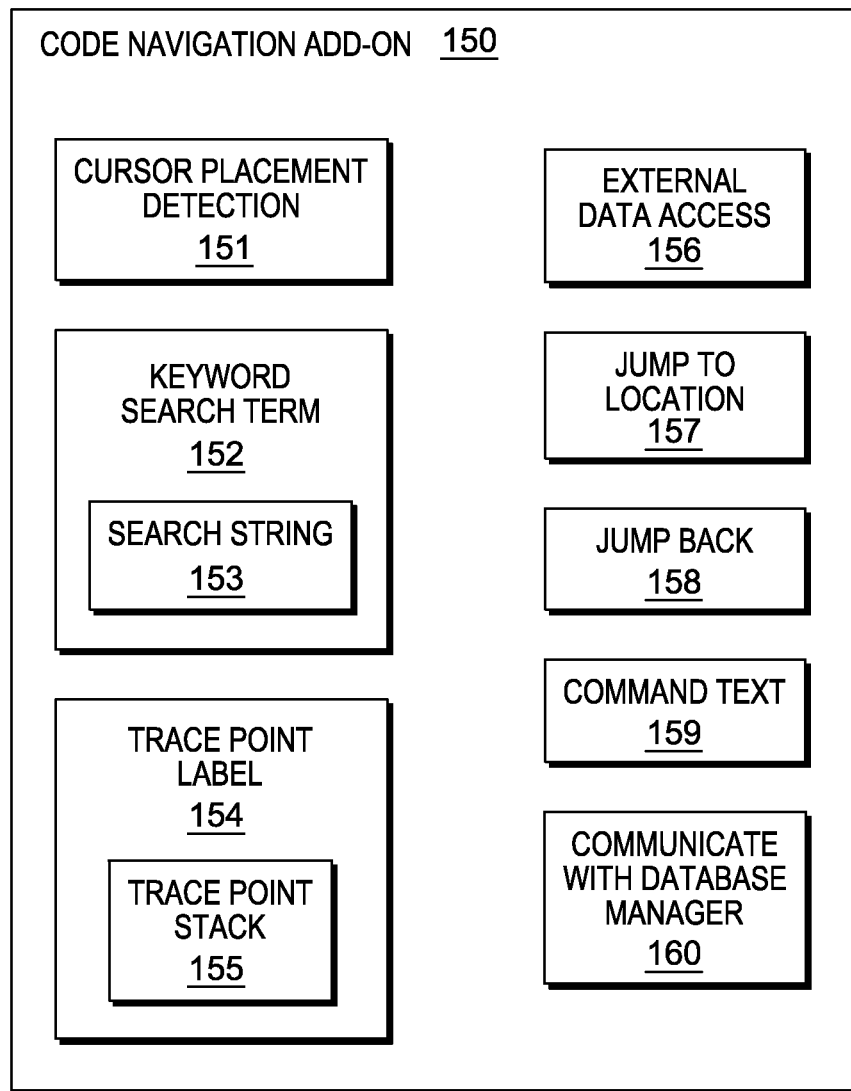 CODE NAVIGATION ADD-ON 150
CURSOR PLACEMENT
DETECTION
151
KEYWORD
SEARCH TERM
152
SEARCH STRING
153
TRACE POINT
LABEL
154
TRACE POINT
STACK
155
EXTERNAL
DATA ACCESS
156
JUMP TO
LOCATION
157
JUMP BACK
158
COMMAND TEXT
159
COMMUNICATE
WITH DATABASE
MANAGER
160